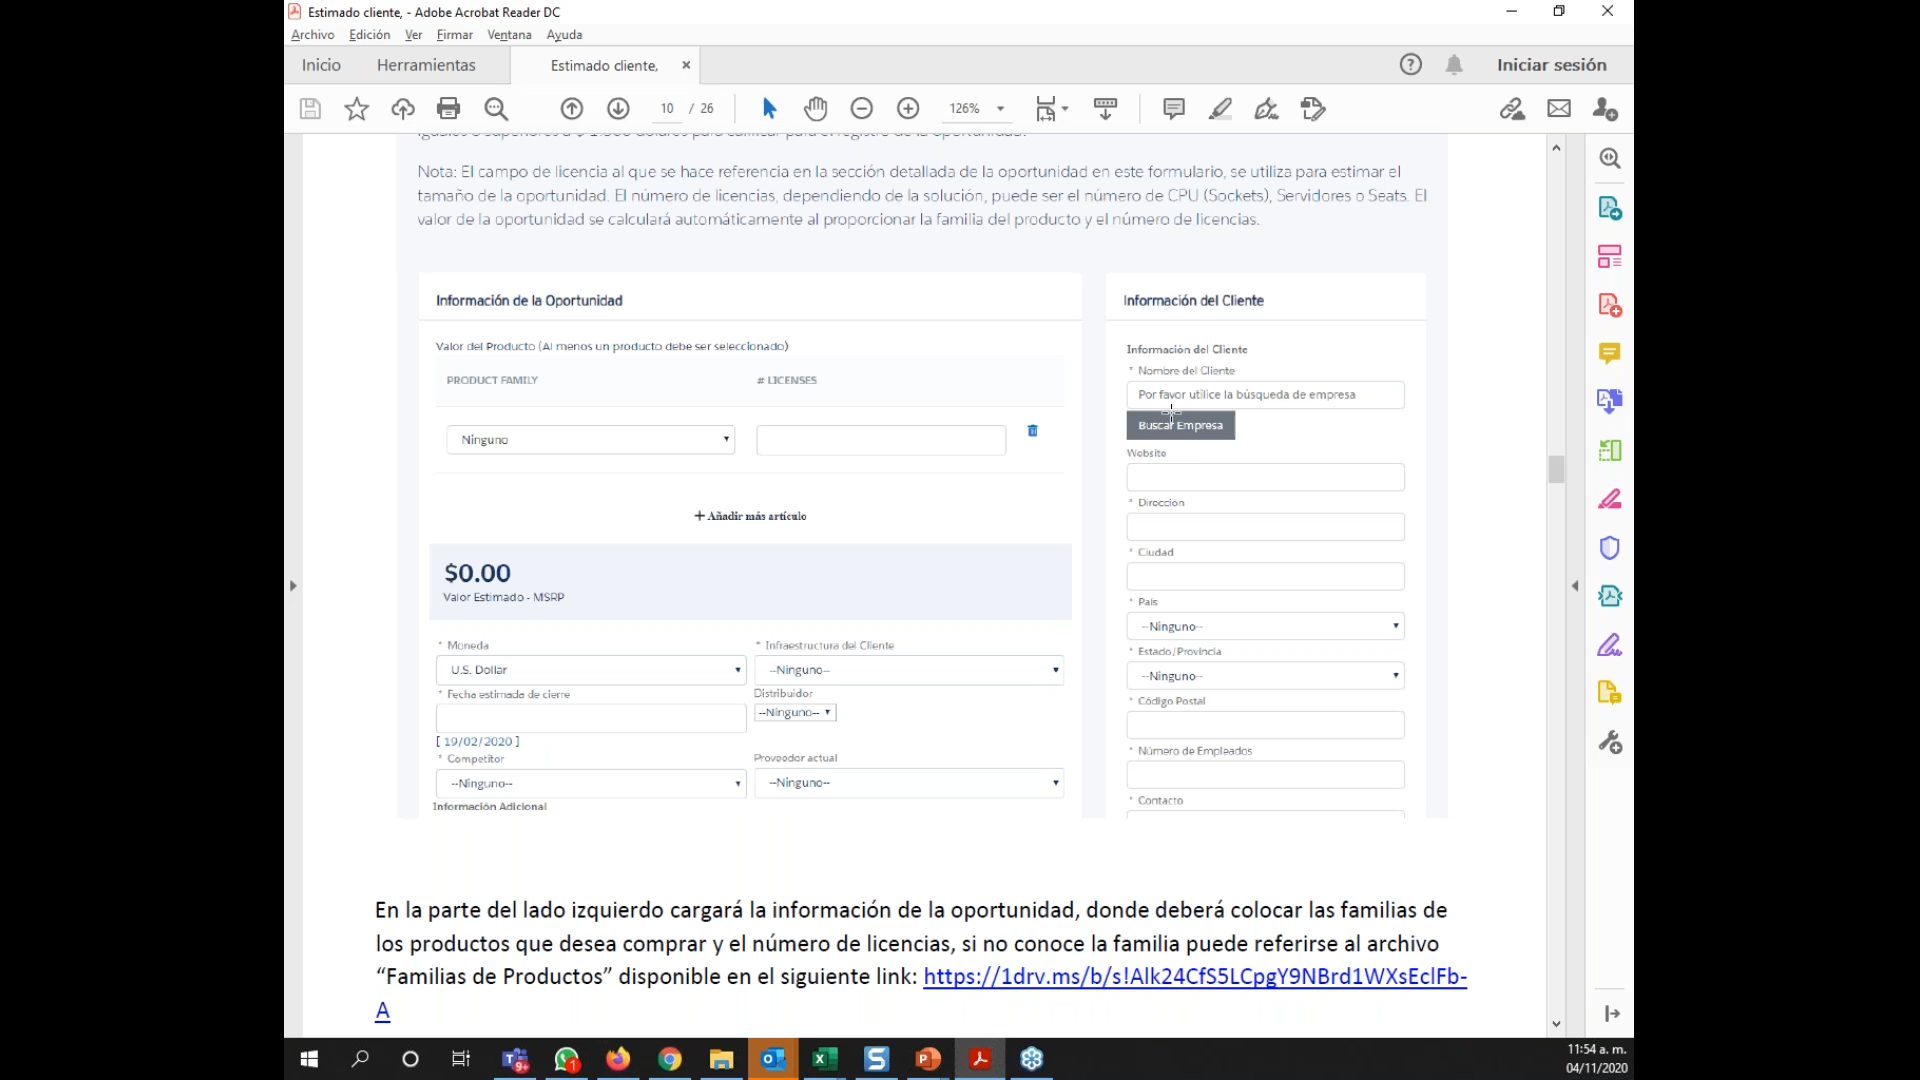 Estimado cliente, - Adobe Acrobat Reader DC
Archivo Edición Ver Firmar Ventana Ayuda
Inicio Herramientas Estimado cliente, × Iniciar sesión
10 / 26 126%
Nota: El campo de licencia al que se hace referencia en la sección detallada de la oportunidad en este formulario, se utiliza para estimar el
tamaño de la oportunidad. El número de licencias, dependiendo de la solución, puede ser el número de CPU (Sockets), Servidores o Seats. El
valor de la oportunidad se calculará automáticamente al proporcionar la familia del producto y el número de licencias.
Información de la Oportunidad
Valor del Producto (Al menos un producto debe ser seleccionado)
PRODUCT FAMILY # LICENSES
Ninguno
+ Añadir más artículo
$0.00
Valor Estimado - MSRP
* Moneda * Infraestructura del Cliente
U.S. Dollar --Ninguno--
* Fecha estimada de cierre Distribuidor
--Ninguno--
[ 19/02/2020 ]
* Competitor Proveedor actual
--Ninguno-- --Ninguno--
Información Adicional
Información del Cliente
Información del Cliente
* Nombre del Cliente
Por favor utilice la búsqueda de empresa
Buscar Empresa
Website
* Dirección
* Ciudad
* País
--Ninguno--
* Estado/Provincia
--Ninguno--
* Código Postal
* Número de Empleados
* Contacto
En la parte del lado izquierdo cargará la información de la oportunidad, donde deberá colocar las familias de
los productos que desea comprar y el número de licencias, si no conoce la familia puede referirse al archivo
“Familias de Productos” disponible en el siguiente link: https://1drv.ms/b/s!Alk24CfS5LCpgY9NBrd1WXsEclFb-
A
9+ 1
11:54 a. m.
04/11/2020